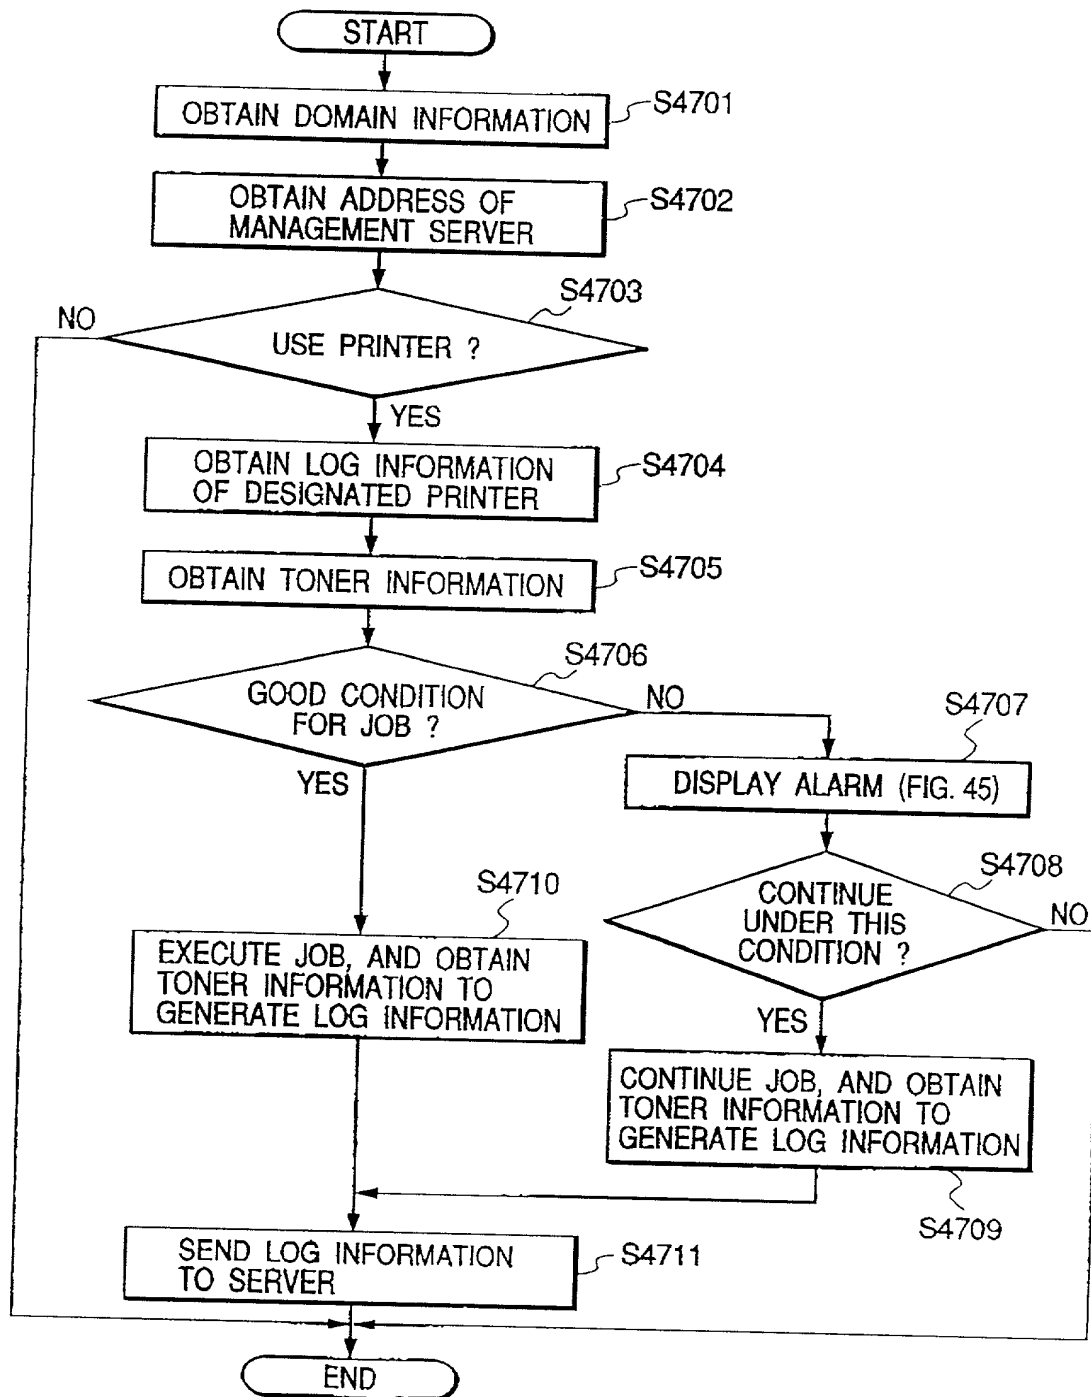 START
OBTAIN DOMAIN INFORMATION
S4701
OBTAIN ADDRESS OF
MANAGEMENT SERVER
S4702
S4703
NO
USE PRINTER ?
YES
OBTAIN LOG INFORMATION
OF DESIGNATED PRINTER
S4704
OBTAIN TONER INFORMATION
S4705
S4706
GOOD CONDITION
FOR JOB ?
NO
YES
S4707
DISPLAY ALARM (FIG. 45)
S4708
CONTINUE
UNDER THIS
CONDITION ?
NO
YES
S4710
EXECUTE JOB, AND OBTAIN
TONER INFORMATION TO
GENERATE LOG INFORMATION
CONTINUE JOB, AND OBTAIN
TONER INFORMATION TO
GENERATE LOG INFORMATION
S4709
SEND LOG INFORMATION
TO SERVER
S4711
END